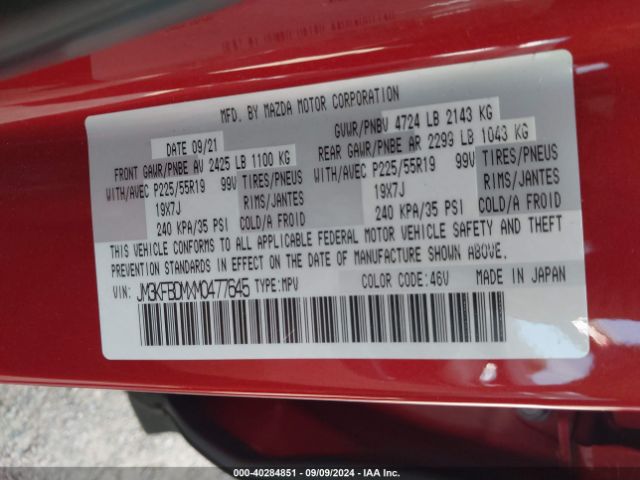 MFD. BY MAZDA MOTOR CORPORATION
DATE 09/21 GVWR/PNBV 4724 LB 2143 KG
FRONT GAWR/PNBE AV 2425 LB 1100 KG REAR GAWR/PNBE AR 2299 LB 1043 KG
WITH/AVEC P225/55R19 99V TIRES/PNEUS WITH/AVEC P225/55R19 99V TIRES/PNEUS
19X7J RIMS/JANTES 19X7J RIMS/JANTES
240 KPA/35 PSI COLD/A FROID 240 KPA/35 PSI COLD/A FROID
THIS VEHICLE CONFORMS TO ALL APPLICABLE FEDERAL MOTOR VEHICLE SAFETY AND THEFT
PREVENTION STANDARDS IN EFFECT ON THE DATE OF MANUFACTURE SHOWN ABOVE.
VIN: JM3KFBDMXM0477645 TYPE:MPV COLOR CODE:46V MADE IN JAPAN
000-40284851 - 09/09/2024 - IAA Inc.